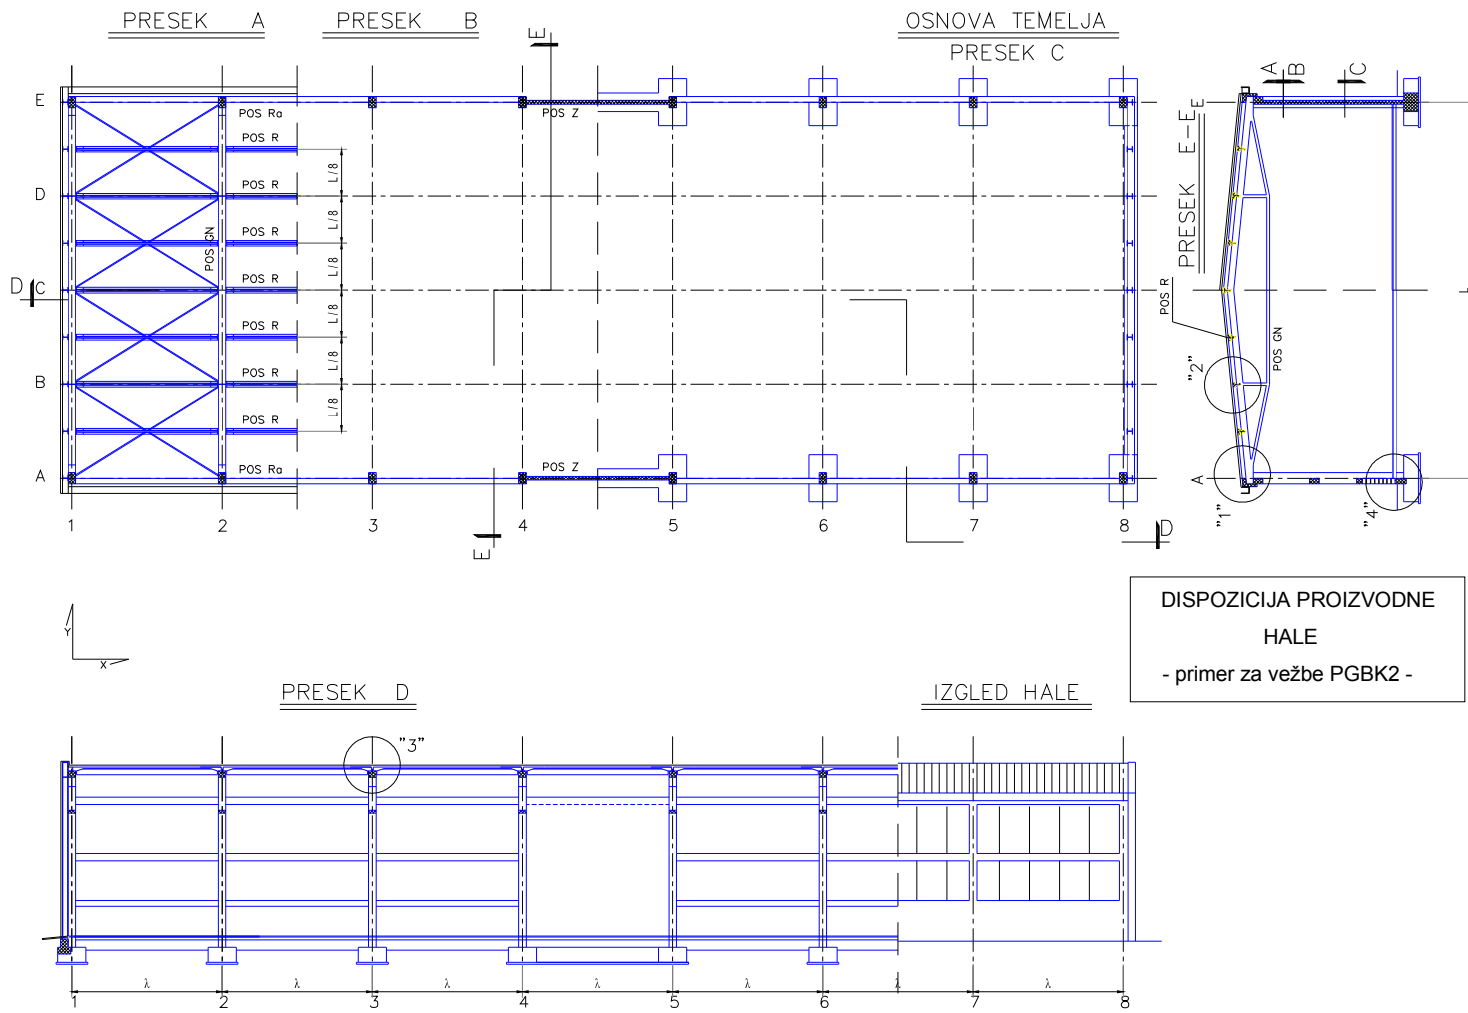 PRESEK A
PRESEK B
E
OSNOVA TEMELJA
PRESEK C
A
B
C
E
POS Ra
POS Z
E
POS R
L/8
POS R
D
L/8
POS R
POS GN
PRESEK E-E
L/8
D
C
POS R
L
L/8
POS R
POS R
POS GN
L/8
POS R
B
"2"
L/8
POS R
POS Ra
POS Z
A
A
"1"
"4"
1
2
3
4
5
6
7
8
D
E
Y
X
DISPOZICIJA PROIZVODNE
HALE
- primer za vežbe PGBK2 -
PRESEK D
IZGLED HALE
"3"
λ
λ
λ
λ
λ
λ
λ
1
2
3
4
5
6
7
8